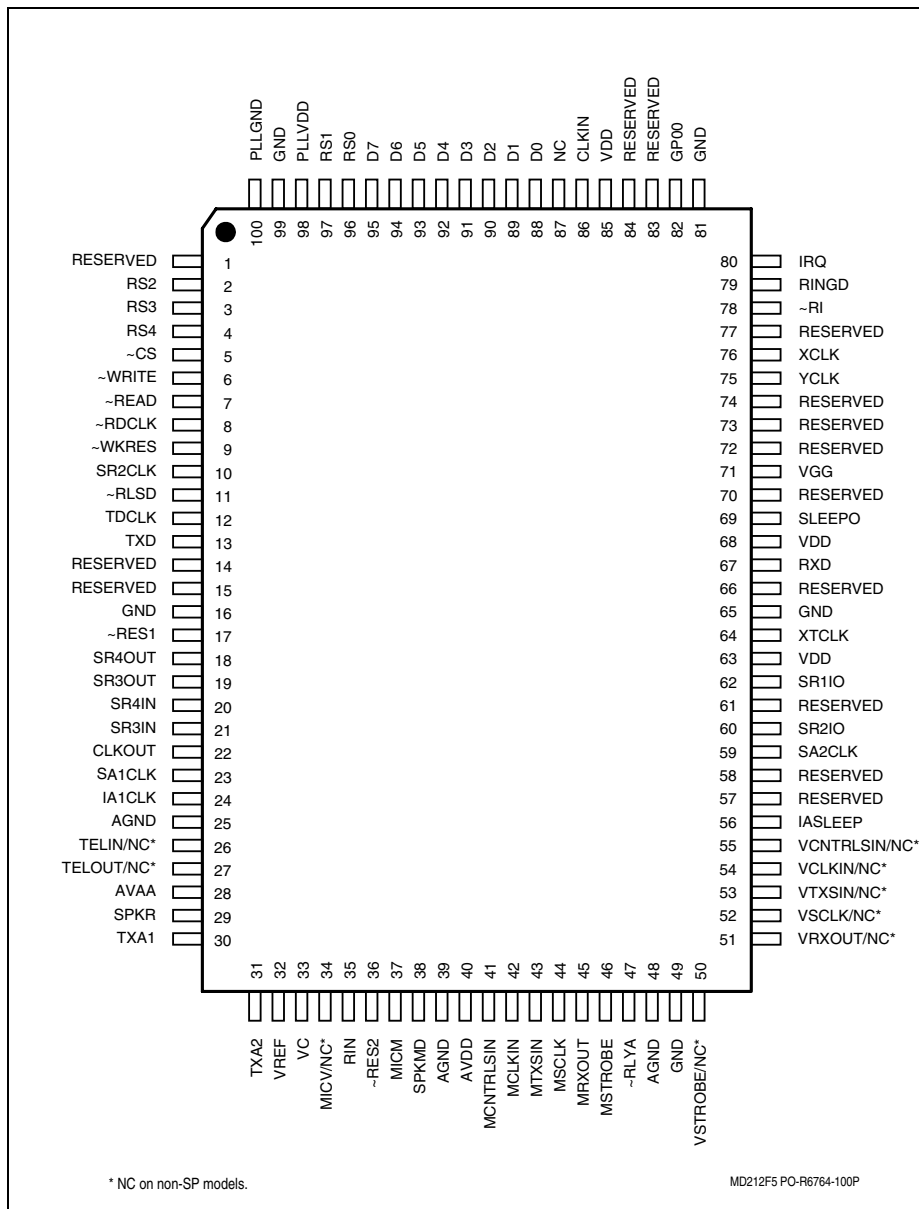 PLLGND
GND
PLLVDD
RS1
RS0
D7
D6
D5
D4
D3
D2
D1
D0
NC
CLKIN
VDD
RESERVED
RESERVED
GP00
GND
100
99
98
97
96
95
94
93
92
91
90
89
88
87
86
85
84
83
82
81
RESERVED 1
RS2 2
RS3 3
RS4 4
~CS 5
~WRITE 6
~READ 7
~RDCLK 8
~WKRES 9
SR2CLK 10
~RLSD 11
TDCLK 12
TXD 13
RESERVED 14
RESERVED 15
GND 16
~RES1 17
SR4OUT 18
SR3OUT 19
SR4IN 20
SR3IN 21
CLKOUT 22
SA1CLK 23
IA1CLK 24
AGND 25
TELIN/NC* 26
TELOUT/NC* 27
AVAA 28
SPKR 29
TXA1 30
80 IRQ
79 RINGD
78 ~RI
77 RESERVED
76 XCLK
75 YCLK
74 RESERVED
73 RESERVED
72 RESERVED
71 VGG
70 RESERVED
69 SLEEPO
68 VDD
67 RXD
66 RESERVED
65 GND
64 XTCLK
63 VDD
62 SR1IO
61 RESERVED
60 SR2IO
59 SA2CLK
58 RESERVED
57 RESERVED
56 IASLEEP
55 VCNTRLSIN/NC*
54 VCLKIN/NC*
53 VTXSIN/NC*
52 VSCLK/NC*
51 VRXOUT/NC*
31
32
33
34
35
36
37
38
39
40
41
42
43
44
45
46
47
48
49
50
TXA2
VREF
VC
MICV/NC*
RIN
~RES2
MICM
SPKMD
AGND
AVDD
MCNTRLSIN
MCLKIN
MTXSIN
MSCLK
MRXOUT
MSTROBE
~RLYA
AGND
GND
VSTROBE/NC*
* NC on non-SP models.
MD212F5 PO-R6764-100P